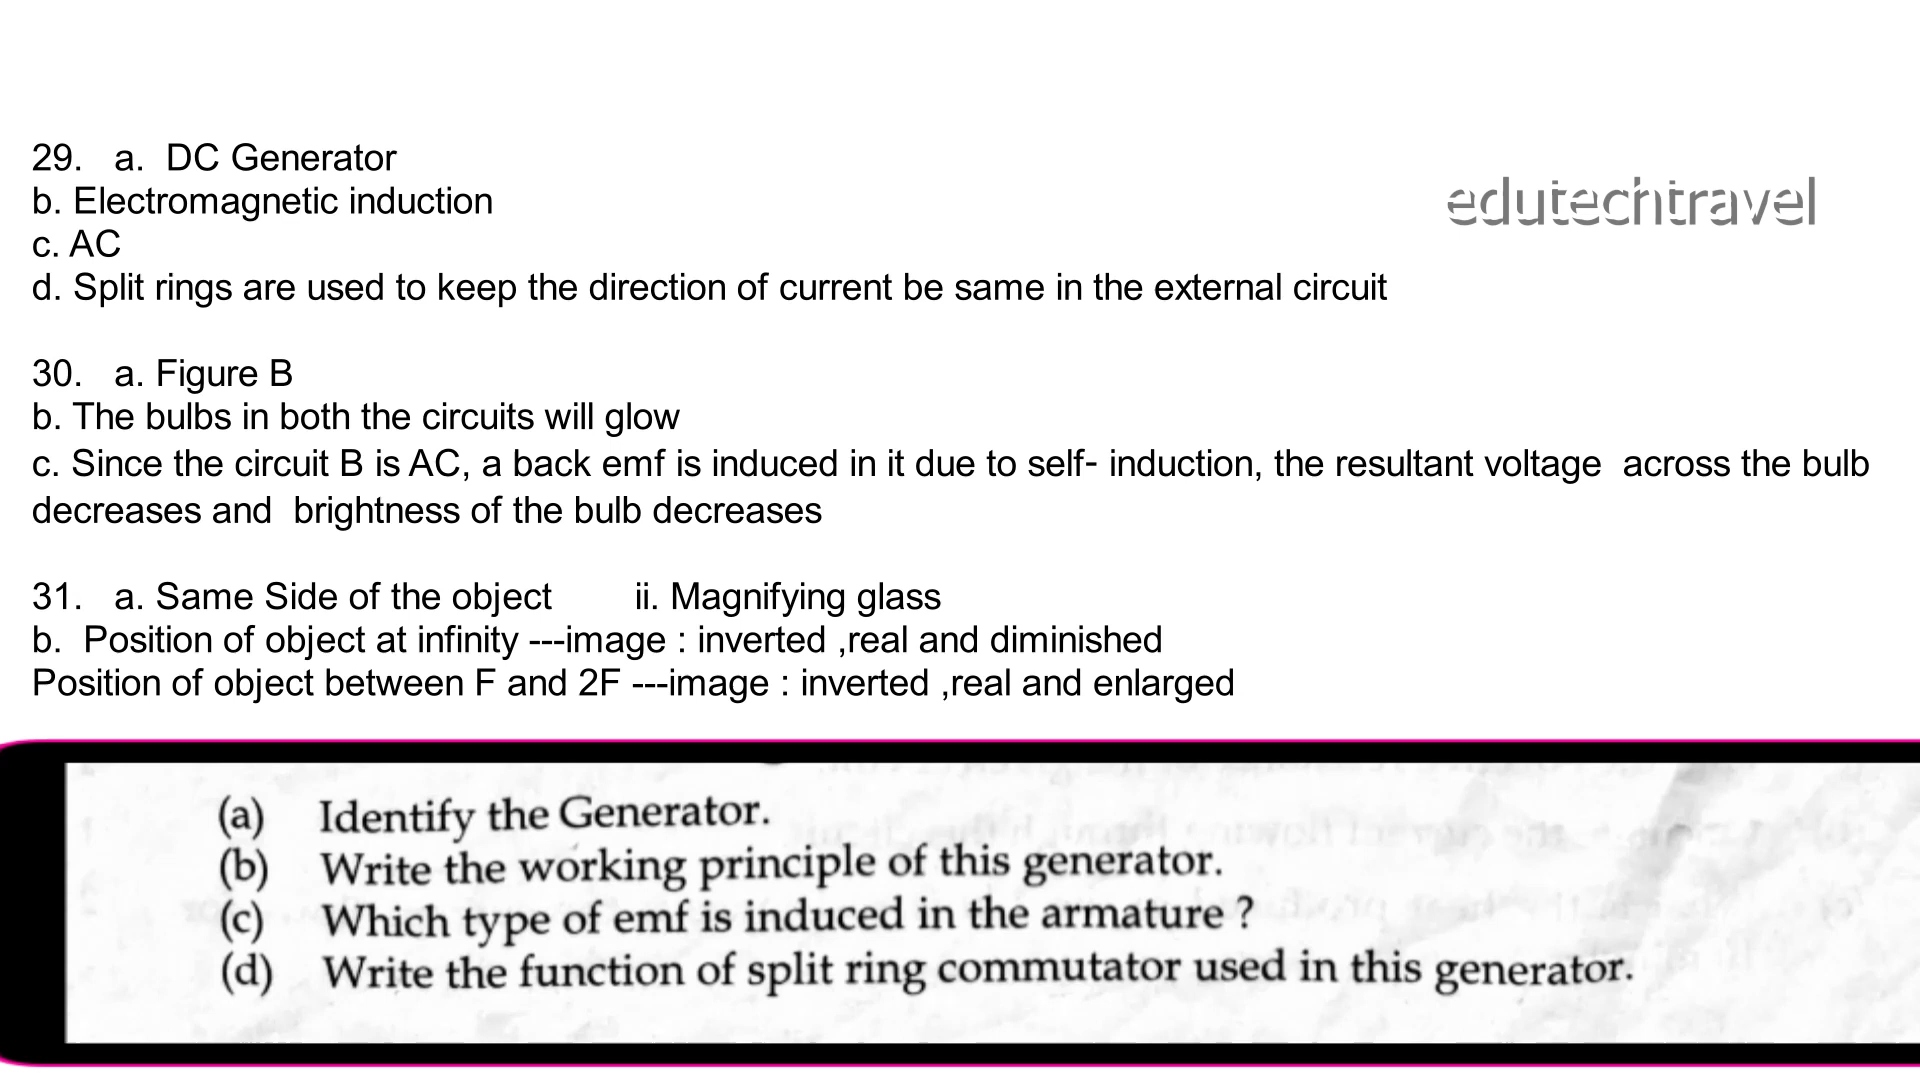 29. a. DC Generator
b. Electromagnetic induction
edutechtravel
c. AC
d. Split rings are used to keep the direction of current be same in the external circuit
30. a. Figure B
b. The bulbs in both the circuits will glow
c. Since the circuit B is AC, a back emf is induced in it due to self- induction, the resultant voltage across the bulb
decreases and brightness of the bulb decreases
31. a. Same Side of the object ii. Magnifying glass
b. Position of object at infinity ---image : inverted ,real and diminished
Position of object between F and 2F ---image : inverted ,real and enlarged
(a) Identify the Generator.
(b) Write the working principle of this generator.
(c) Which type of emf is induced in the armature ?
(d) Write the function of split ring commutator used in this generator.